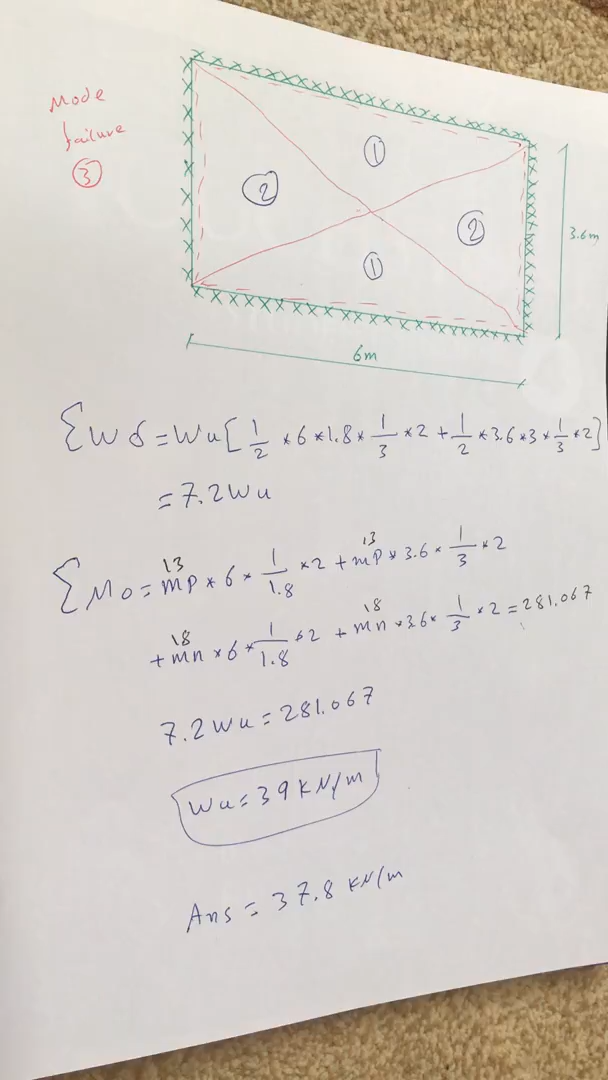 Mode
failure
③
①
②
②
①
3.6m
6m
ΣWδ = Wu[ 1/2 * 6 * 1.8 * 1/3 * 2 + 1/2 * 3.6 * 3 * 1/3 * 2]
= 7.2 Wu
13 13
ΣMθ = mp * 6 * 1/1.8 * 2 + mp * 3.6 * 1/3 * 2
18 18
+ mn * 6 * 1/1.8 * 2 + mn * 3.6 * 1/3 * 2 = 281.067
7.2 Wu = 281.067
Wu = 39 kN/m
Ans = 37.8 kN/m